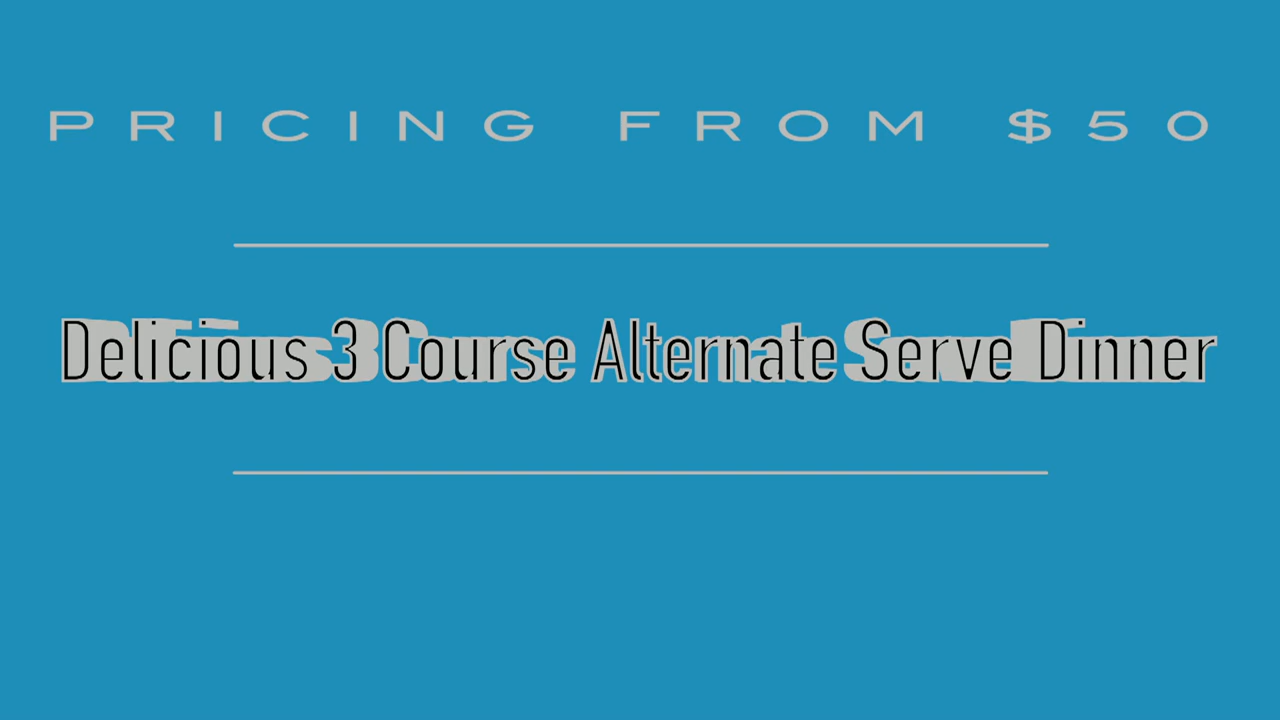 PRICING FROM $50
Delicious 3 Course Alternate Serve Dinner